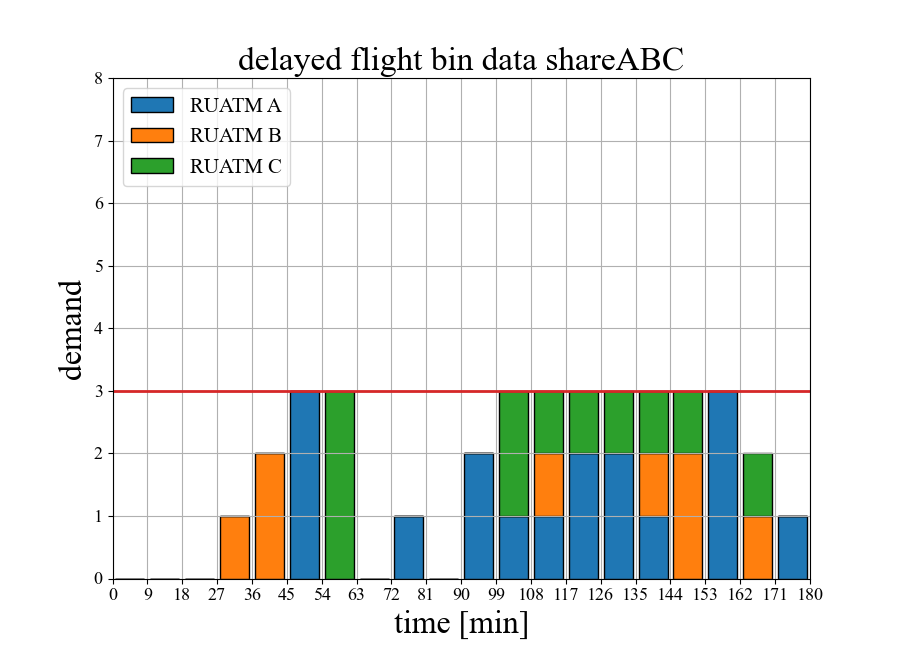 delayed flight bin data shareABC
RUATM A
RUATM B
RUATM C
8
7
6
5
4
3
2
1
0
demand
0 9 18 27 36 45 54 63 72 81 90 99 108 117 126 135 144 153 162 171 180
time [min]